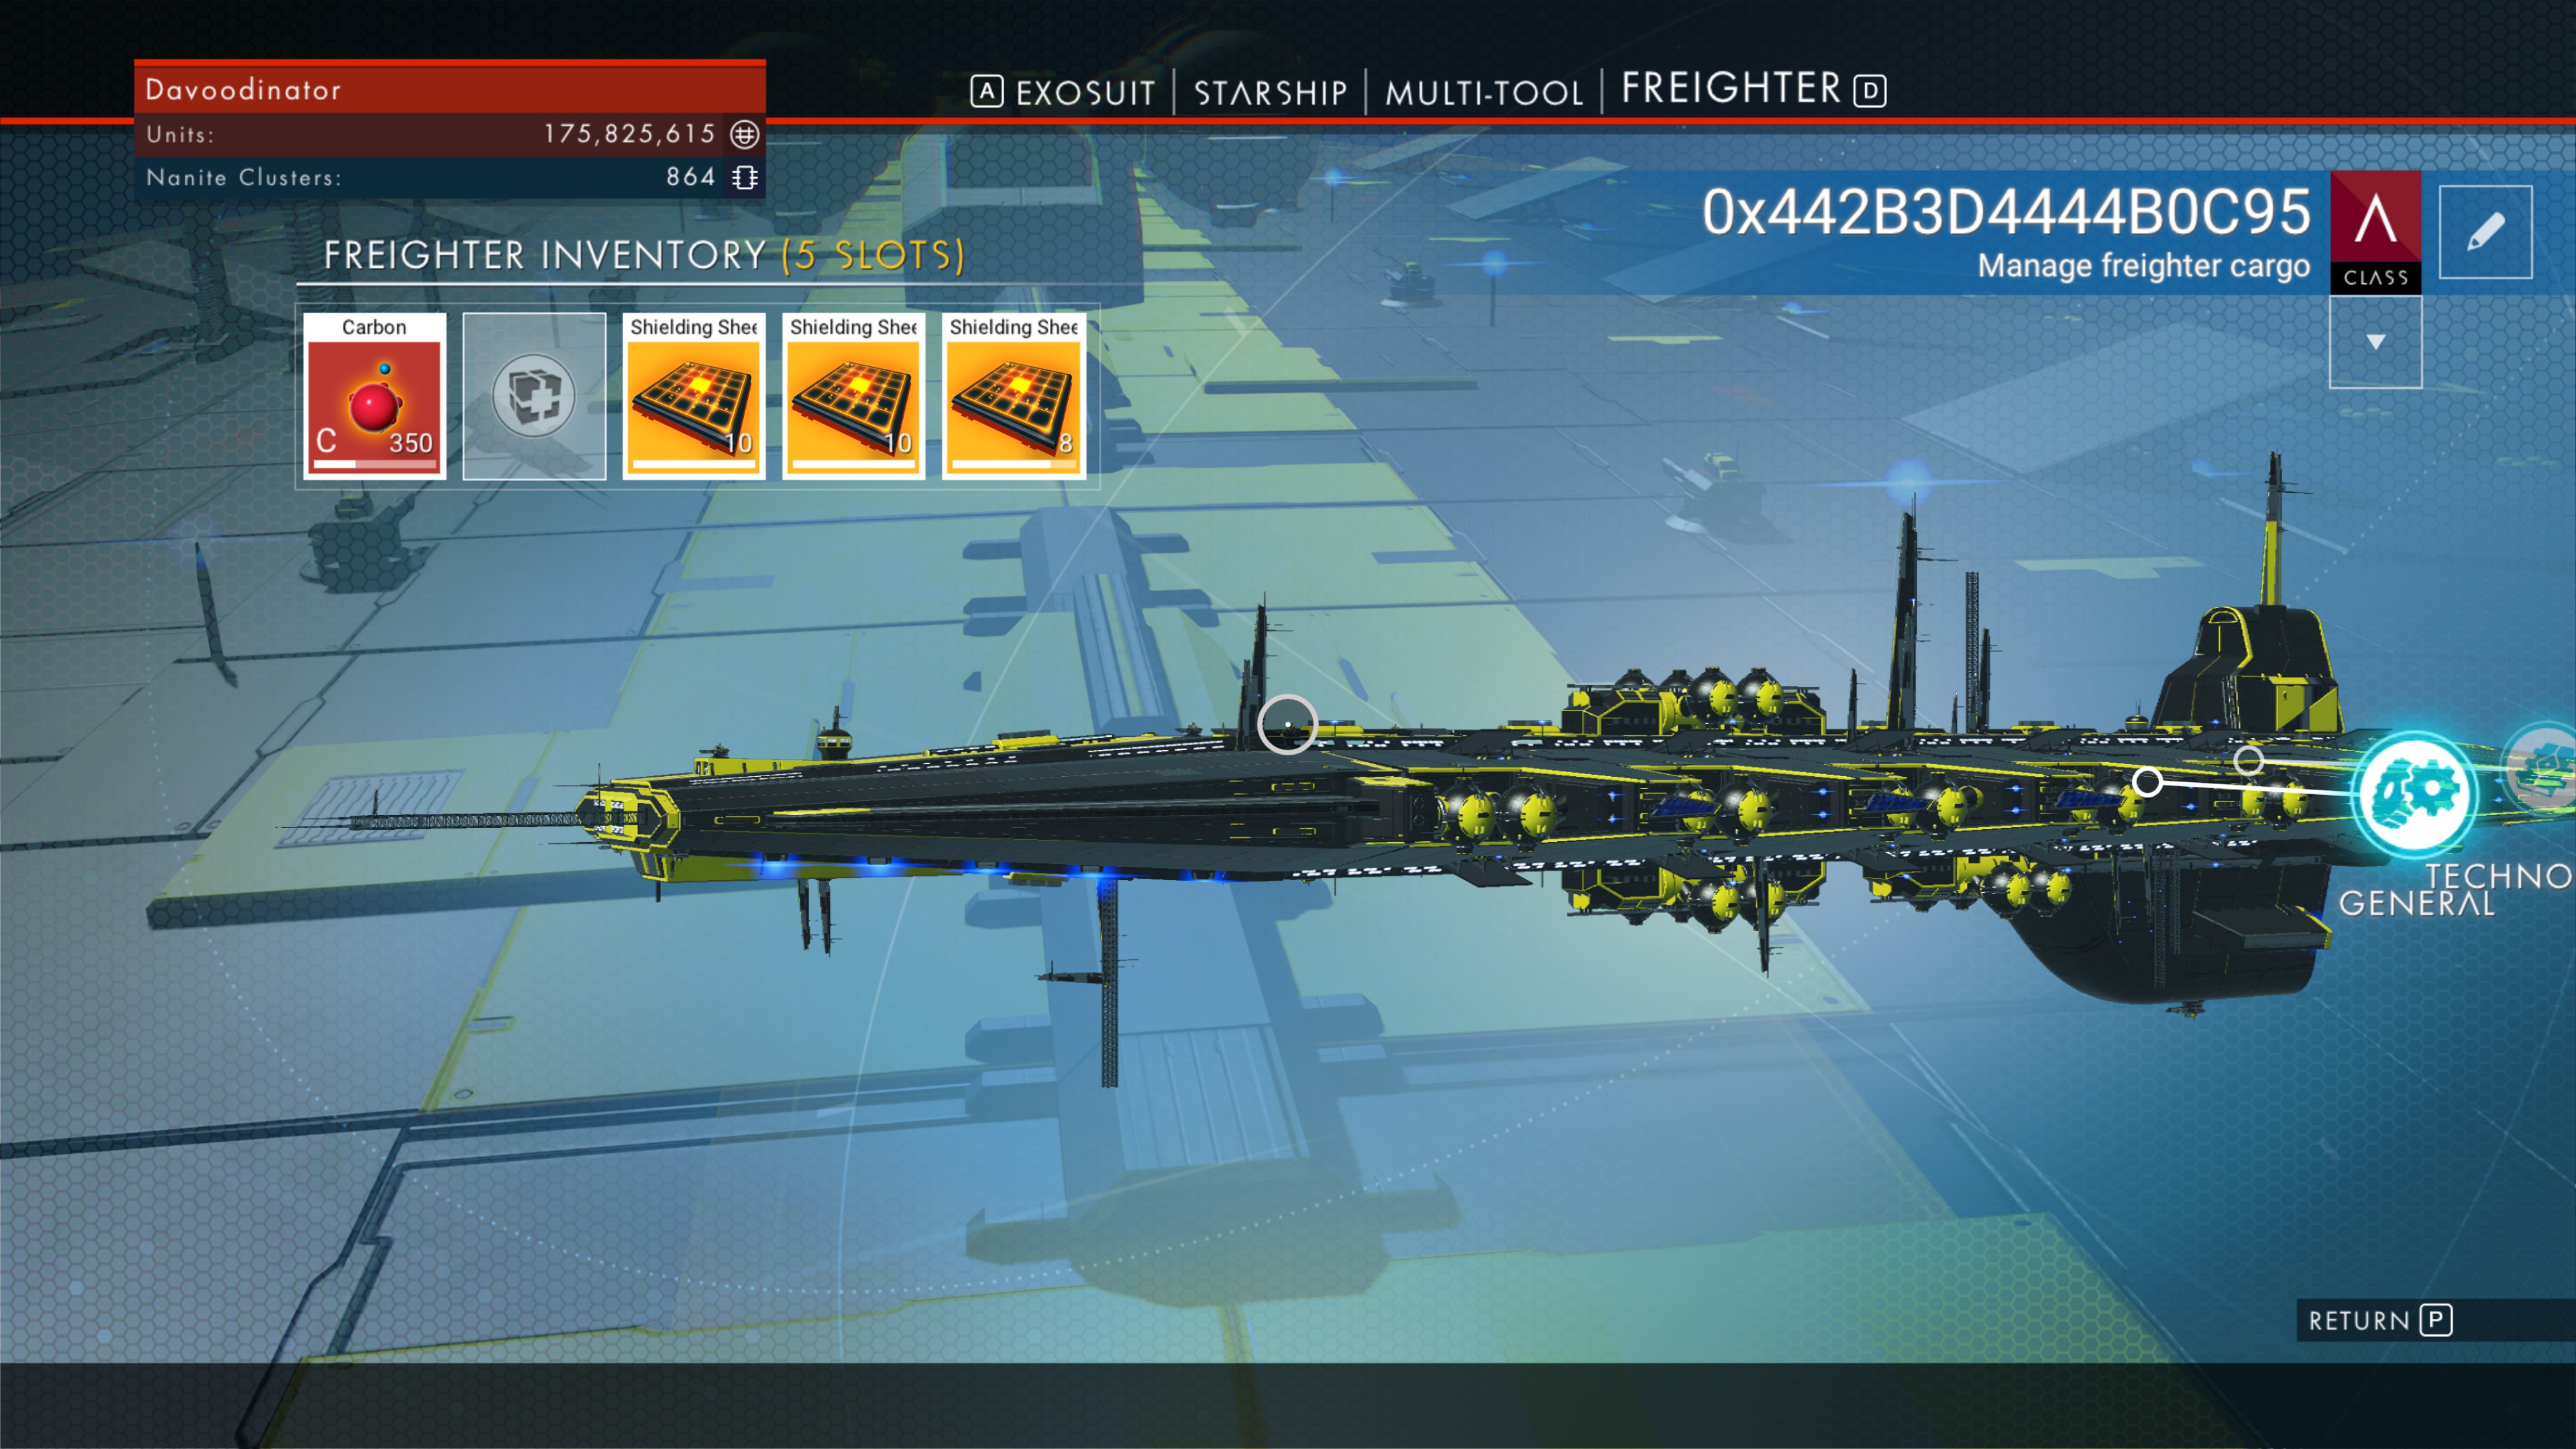 Davoodinator
Units: 175,825,615
Nanite Clusters: 864
A EXOSUIT STARSHIP MULTI-TOOL FREIGHTER D
0x442B3D4444B0C95
Manage freighter cargo
A
CLASS
FREIGHTER INVENTORY (5 SLOTS)
Carbon
C 350
Shielding Shee
10
Shielding Shee
10
Shielding Shee
8
TECHNO
GENERAL
RETURN P